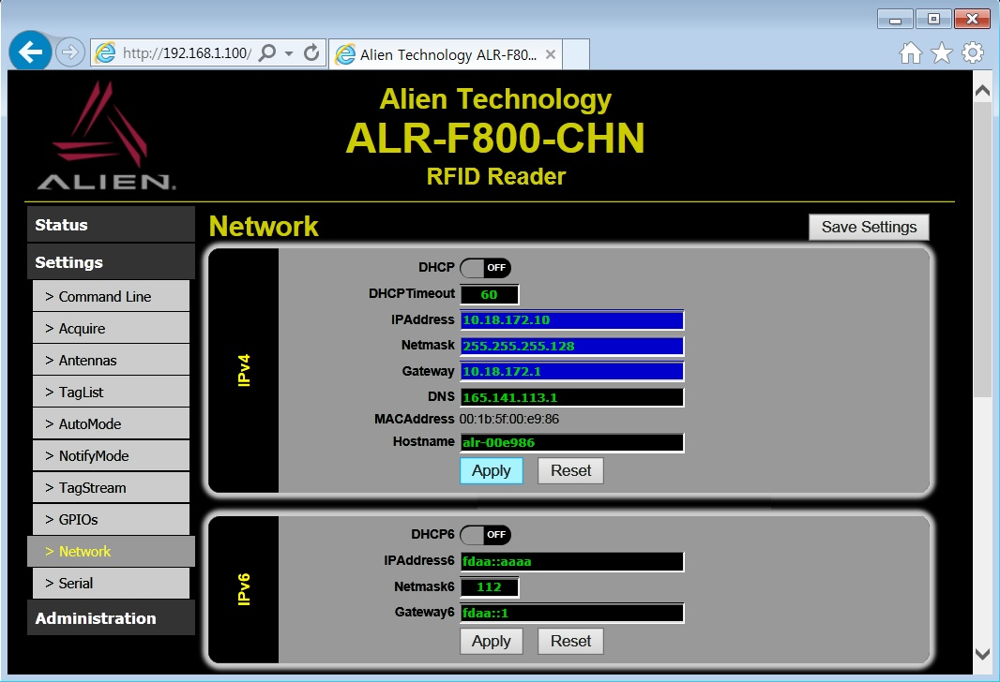 http://192.168.1.100/
Alien Technology ALR-F80...
ALIEN.
Alien Technology
ALR-F800-CHN
RFID Reader
Status
Settings
> Command Line
> Acquire
> Antennas
> TagList
> AutoMode
> NotifyMode
> TagStream
> GPIOs
> Network
> Serial
Administration
Network
Save Settings
IPv4
DHCP OFF
DHCPTimeout 60
IPAddress 10.18.172.10
Netmask 255.255.255.128
Gateway 10.18.172.1
DNS 165.141.113.1
MACAddress 00:1b:5f:00:e9:86
Hostname alr-00e986
Apply Reset
IPv6
DHCP6 OFF
IPAddress6 fdaa::aaaa
Netmask6 112
Gateway6 fdaa::1
Apply Reset